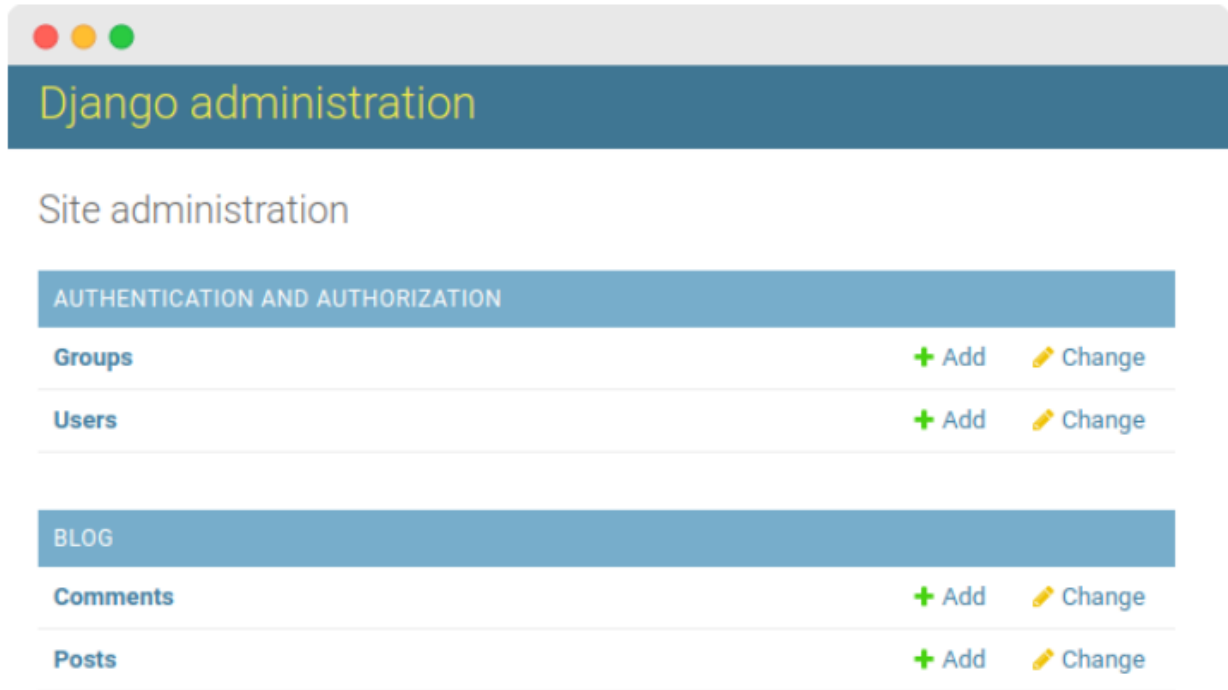 Django administration
Site administration
AUTHENTICATION AND AUTHORIZATION
Groups Add Change
Users Add Change
BLOG
Comments Add Change
Posts Add Change